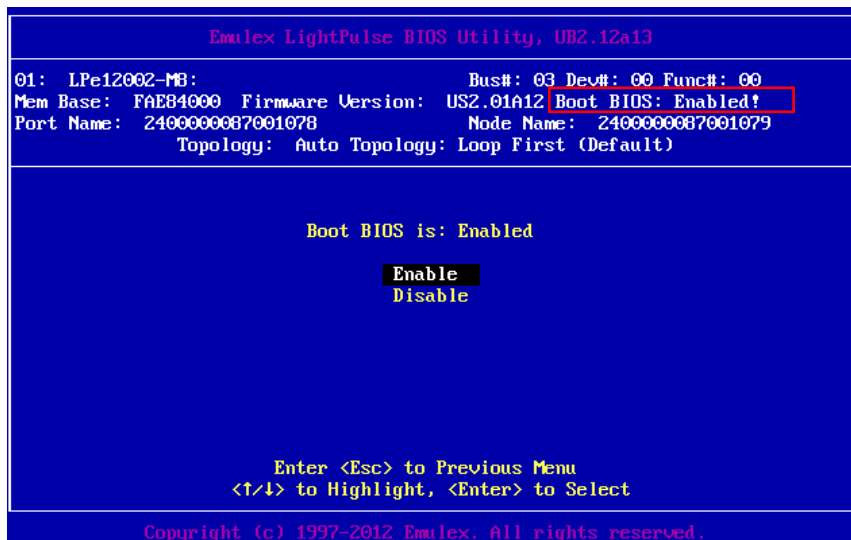 Emulex LightPulse BIOS Utility, UB2.12a13
01: LPe12002-M8: Bus#: 03 Dev#: 00 Func#: 00
Mem Base: FAE84000 Firmware Version: US2.01A12 Boot BIOS: Enabled!
Port Name: 2400000087001078 Node Name: 2400000087001079
Topology: Auto Topology: Loop First (Default)
Boot BIOS is: Enabled
Enable
Disable
Enter <Esc> to Previous Menu
<↑/↓> to Highlight, <Enter> to Select
Copyright (c) 1997-2012 Emulex. All rights reserved.